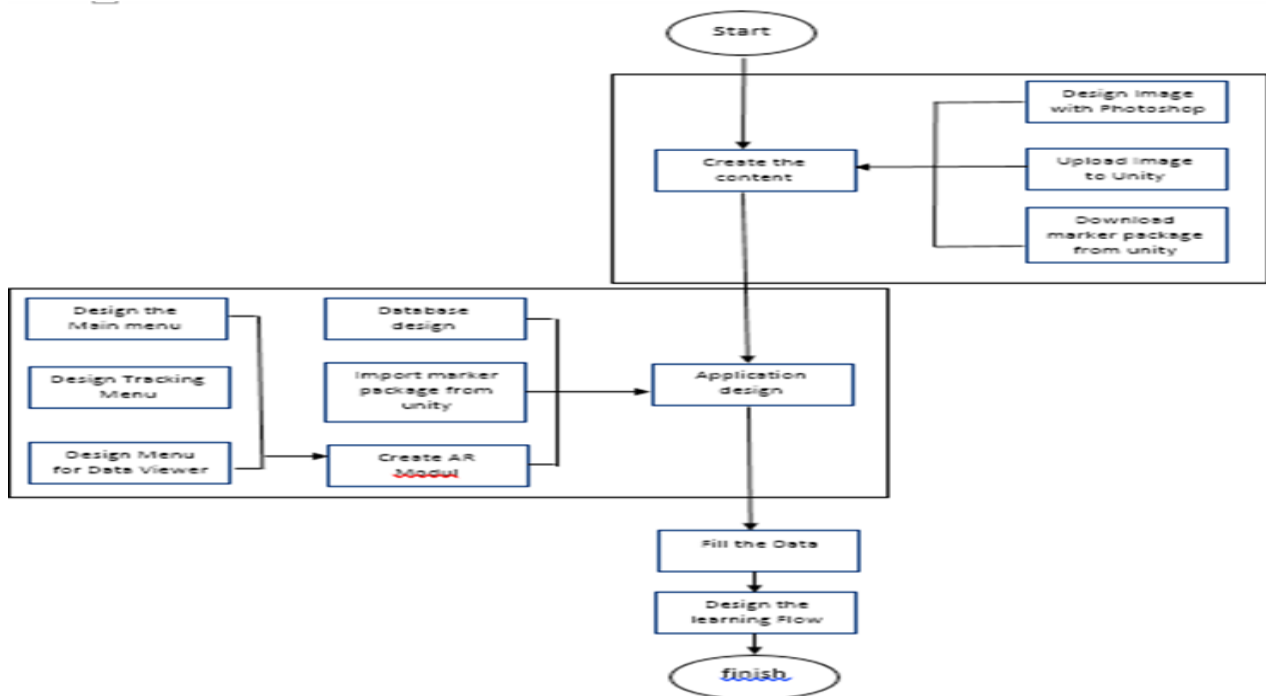 Start
Design Image
with Photoshop
Create the
content
Upload Image
to Unity
Download
marker package
from unity
Design the
Main menu
Database
design
Design Tracking
Menu
Import marker
package from
unity
Application
design
Design Menu
for Data Viewer
Create AR
Modul
Fill the Data
Design the
learning Flow
finish